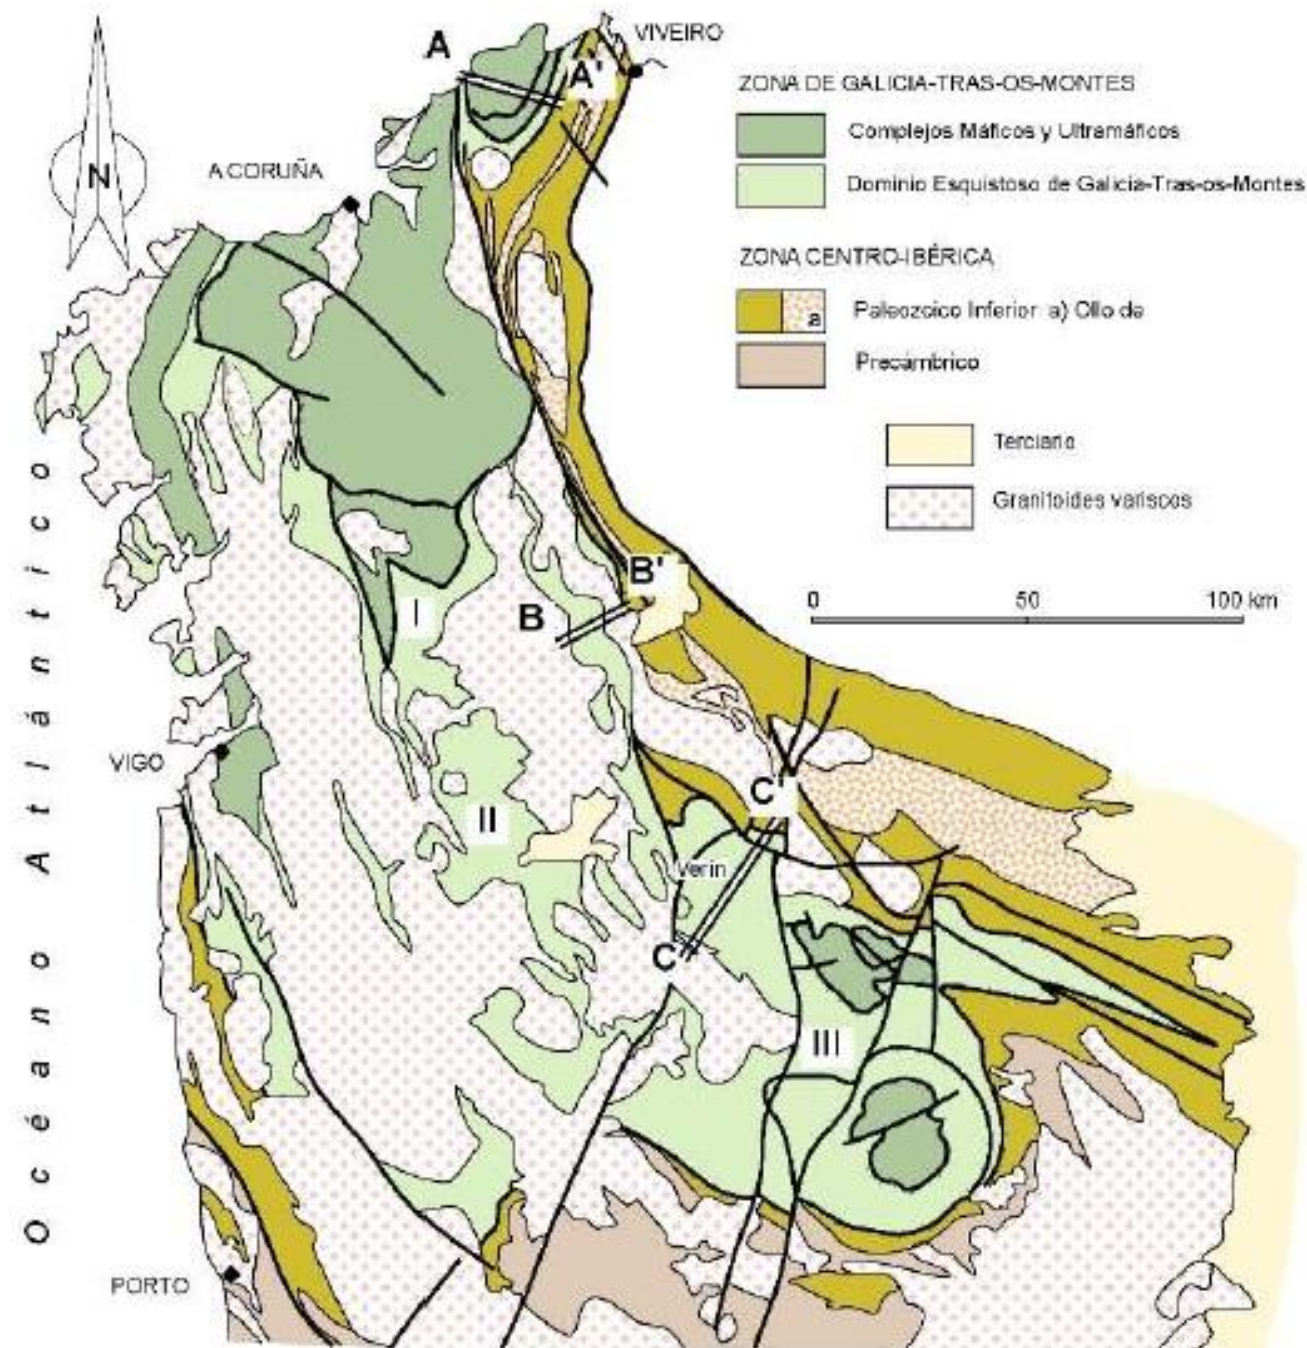 A
VIVEIRO
A'
ZONA DE GALICIA-TRAS-OS-MONTES
Complejos Máficos y Ultramáficos
N
A CORUÑA
Dominio Esquistoso de Galicia-Tras-os-Montes
ZONA CENTRO-IBÉRICA
a
Paleozoico Inferior a) Ollo de
Precámbrico
Terciario
Granitoides variscos
B'
B
0 50 100 km
I
Océano Atlántico
VIGO
C'
II
Verín
C
III
PORTO